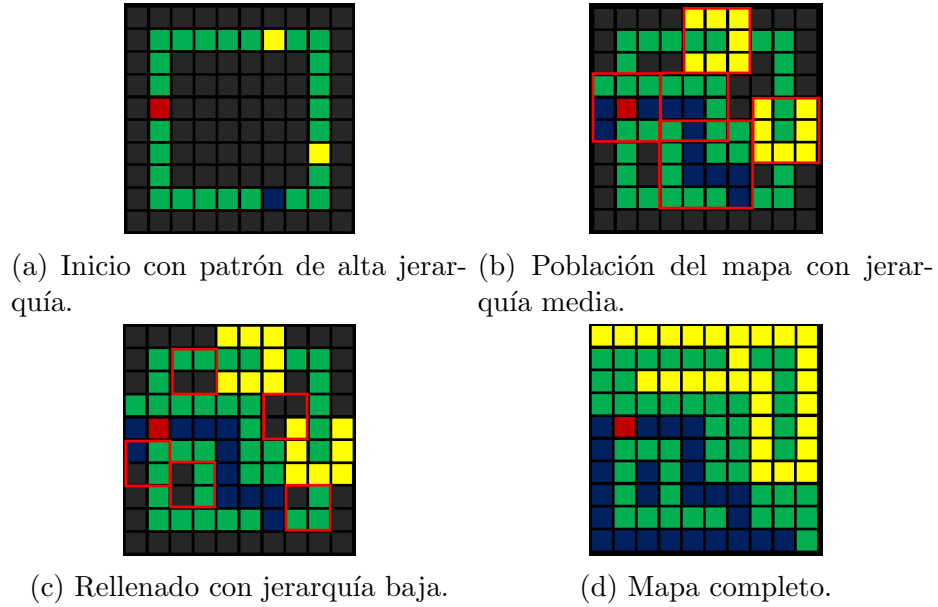 (a) Inicio con patrón de alta jerar-
quía.
(b) Población del mapa con jerar-
quía media.
(c) Rellenado con jerarquía baja.
(d) Mapa completo.